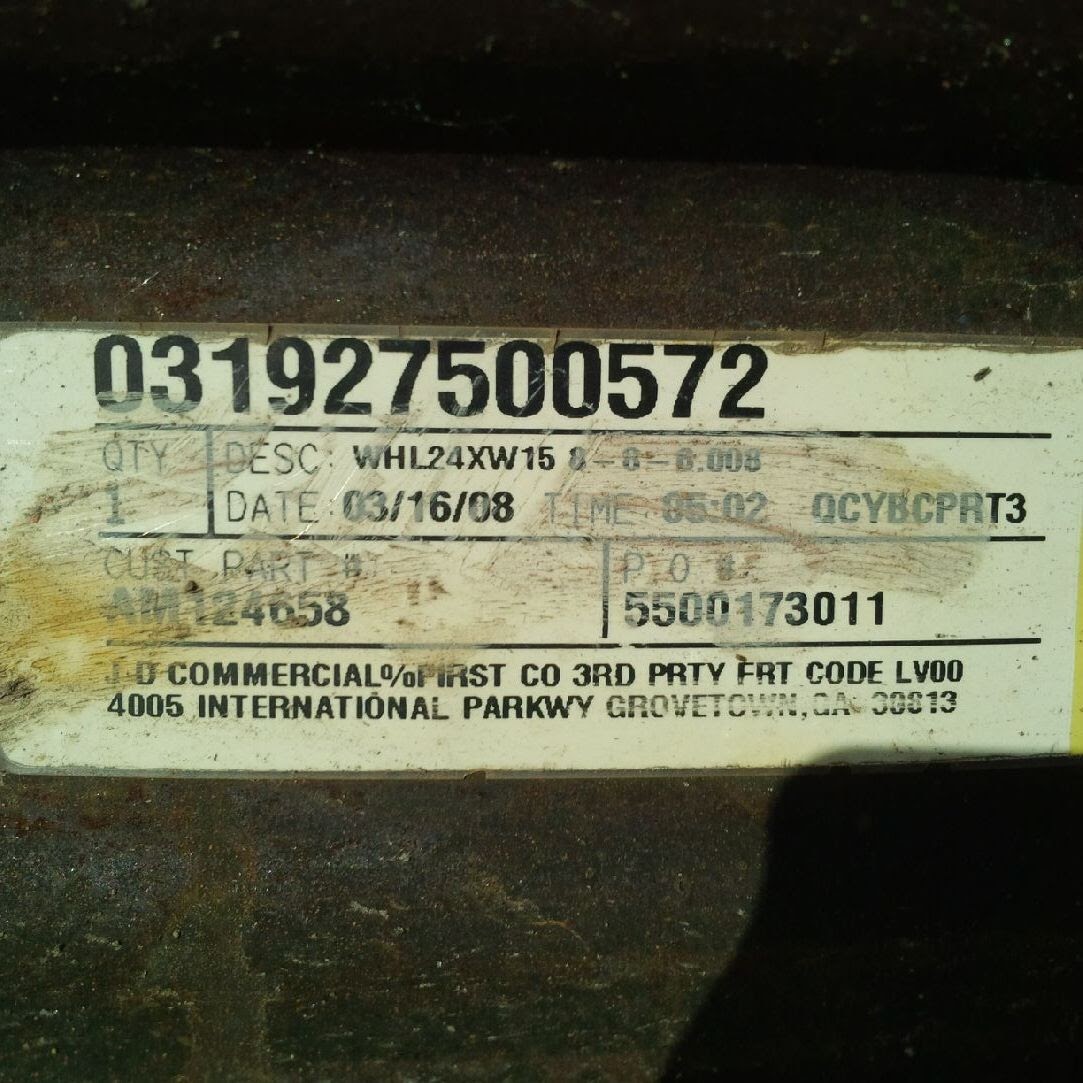 031927500572
QTY DESC: WHL24XW15 8-8-6.008
1 DATE: 03/16/08 TIME: 05:02 QCYBCPRT3
CUST PART #: P.O.#:
AM124658 5500173011
J D COMMERCIAL%FIRST CO 3RD PRTY FRT CODE LV00
4005 INTERNATIONAL PARKWY GROVETOWN,GA 30813